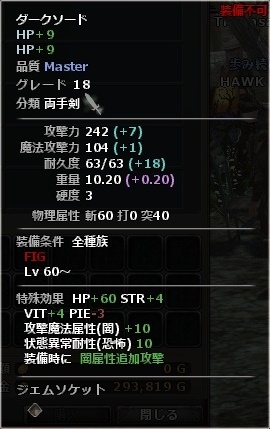 装備不可
ダークソード
HP+9
HP+9
品質 Master
グレード 18
分類 両手剣
攻撃力 242 (+7)
魔法攻撃力 104 (+1)
耐久度 63/63 (+18)
重量 10.20 (+0.20)
硬度 3
物理属性 斬60 打0 突40
装備条件 全種族
FIG
Lv 60～
特殊効果 HP+60 STR+4
VIT+4 PIE-3
攻撃魔法属性(闇) +10
状態異常耐性(恐怖) 10
装備時に 闇属性追加攻撃
ジェムソケット
293,819 G
閉じる